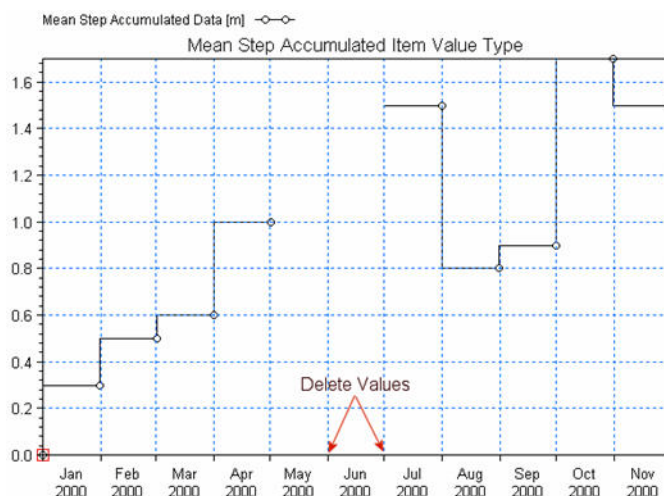 Mean Step Accumulated Data [m]
Mean Step Accumulated Item Value Type
1.6
1.4
1.2
1.0
0.8
0.6
0.4
Delete Values
0.2
0.0
Jan Feb Mar Apr May Jun Jul Aug Sep Oct Nov
2000 2000 2000 2000 2000 2000 2000 2000 2000 2000 2000